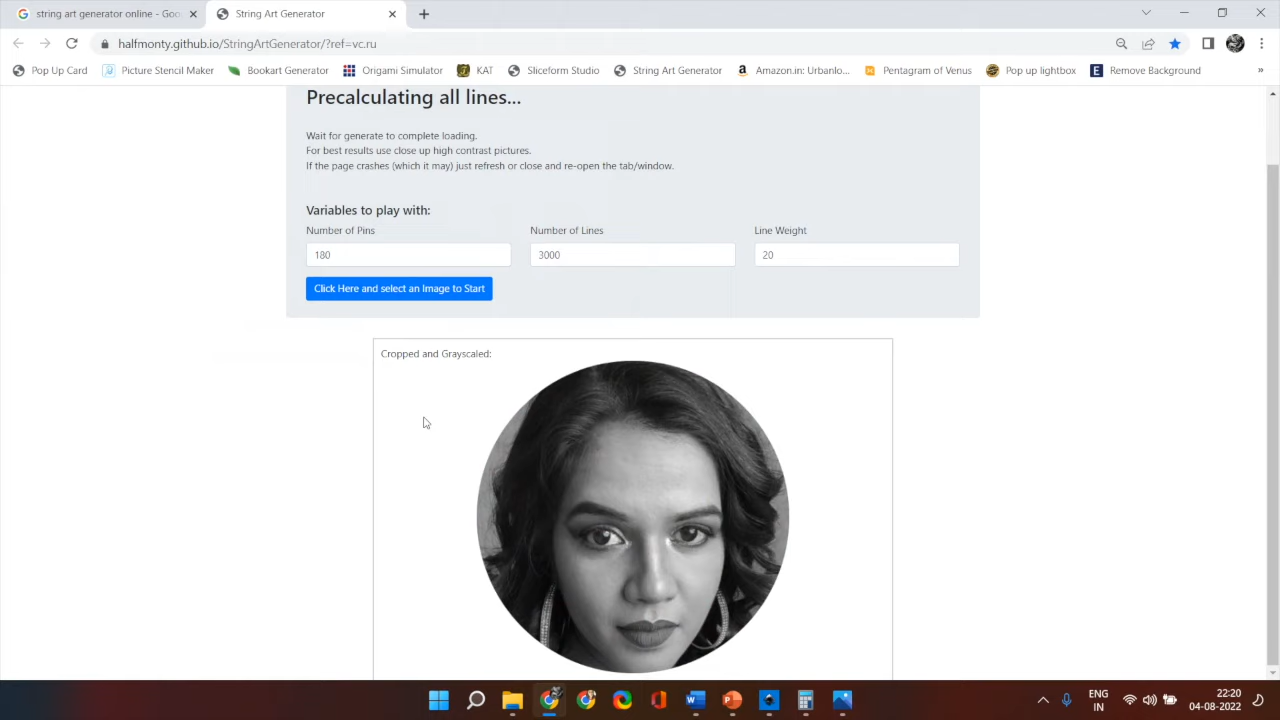 string art generator online - Goo
String Art Generator
halfmonty.github.io/StringArtGenerator/?ref=vc.ru
Pop Up Card
Picture Stencil Maker
Bookart Generator
Origami Simulator
KAT
Sliceform Studio
String Art Generator
Amazon.in: Urbanlo...
Pentagram of Venus
Pop up lightbox
Remove Background
»
Precalculating all lines...
Wait for generate to complete loading.
For best results use close up high contrast pictures.
If the page crashes (which it may) just refresh or close and re-open the tab/window.
Variables to play with:
Number of Pins
Number of Lines
Line Weight
180
3000
20
Click Here and select an Image to Start
Cropped and Grayscaled:
ENG
IN
22:20
04-08-2022